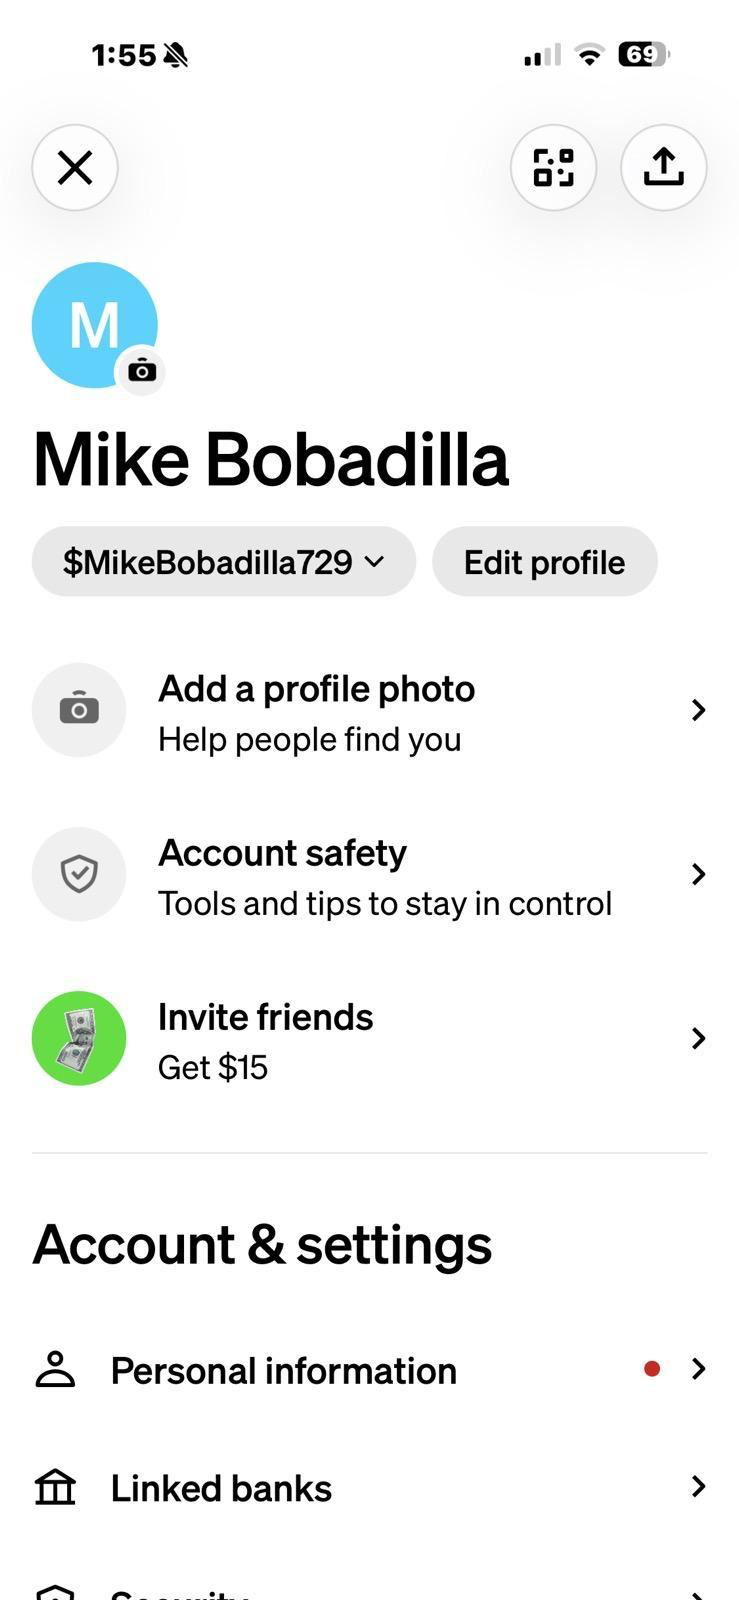 1:55
69
M
Mike Bobadilla
$MikeBobadilla729
Edit profile
Add a profile photo
Help people find you
Account safety
Tools and tips to stay in control
Invite friends
Get $15
Account & settings
Personal information
Linked banks
Security